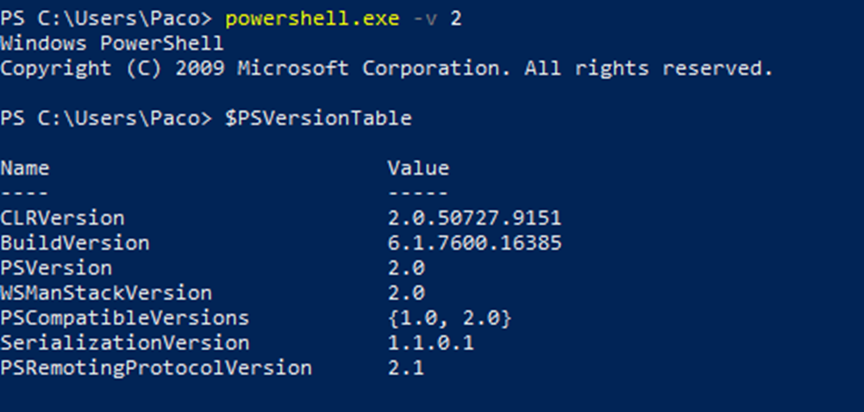 PS C:\Users\Paco> powershell.exe -v 2
Windows PowerShell
Copyright (C) 2009 Microsoft Corporation. All rights reserved.
PS C:\Users\Paco> $PSVersionTable
Name                           Value
----                           -----
CLRVersion                     2.0.50727.9151
BuildVersion                   6.1.7600.16385
PSVersion                      2.0
WSManStackVersion              2.0
PSCompatibleVersions           {1.0, 2.0}
SerializationVersion           1.1.0.1
PSRemotingProtocolVersion      2.1